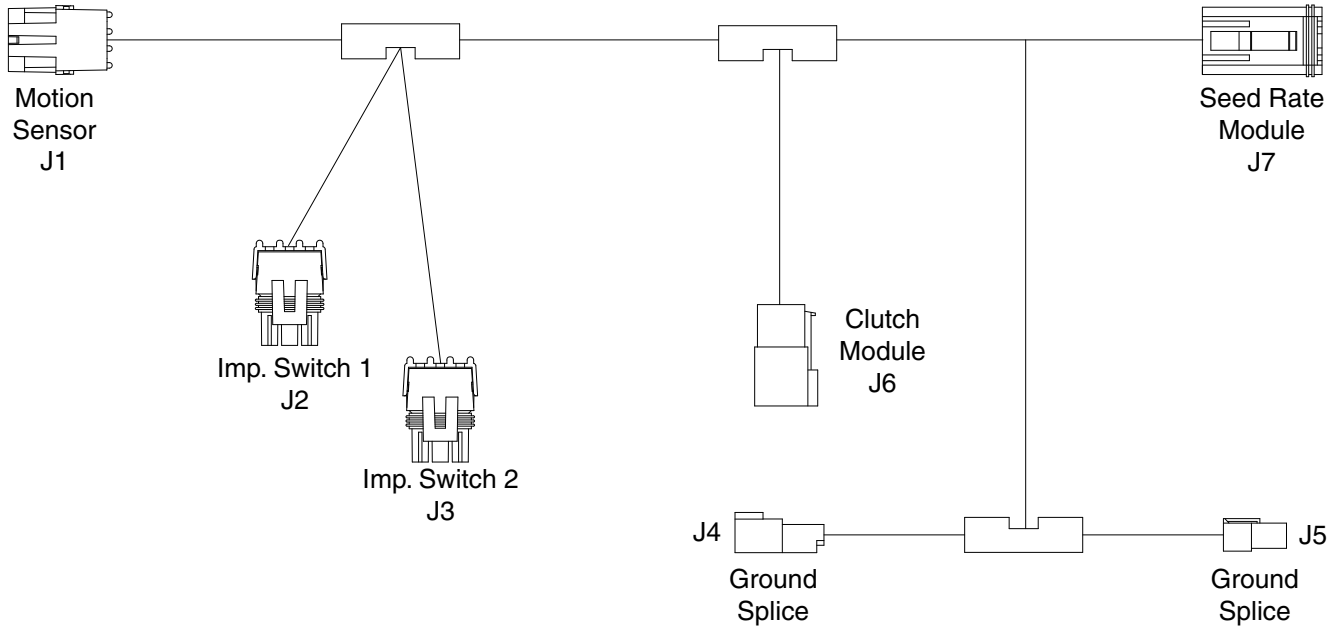 Motion
Sensor
J1
Seed Rate
Module
J7
Imp. Switch 1
J2
Imp. Switch 2
J3
Clutch
Module
J6
J4
Ground
Splice
J5
Ground
Splice